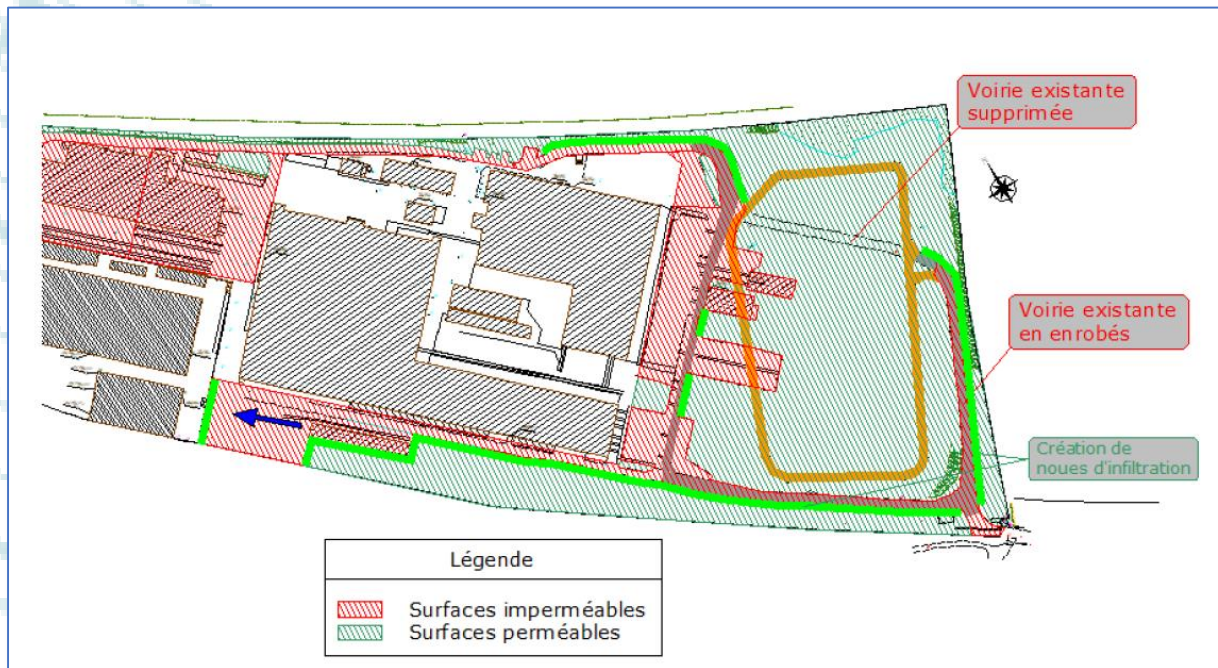 Voirie existante
supprimée
Voirie existante
en enrobés
Création de
noues d'infiltration
Légende
Surfaces imperméables
Surfaces perméables